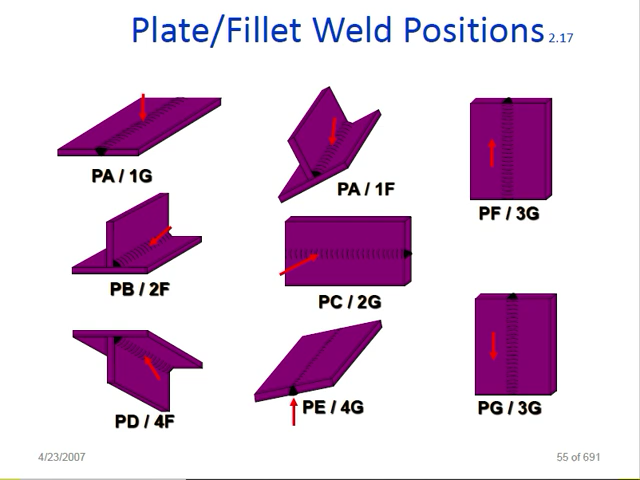 Plate/Fillet Weld Positions 2.17
PA / 1G
PA / 1F
PF / 3G
PB / 2F
PC / 2G
PD / 4F
PE / 4G
PG / 3G
4/23/2007
55 of 691